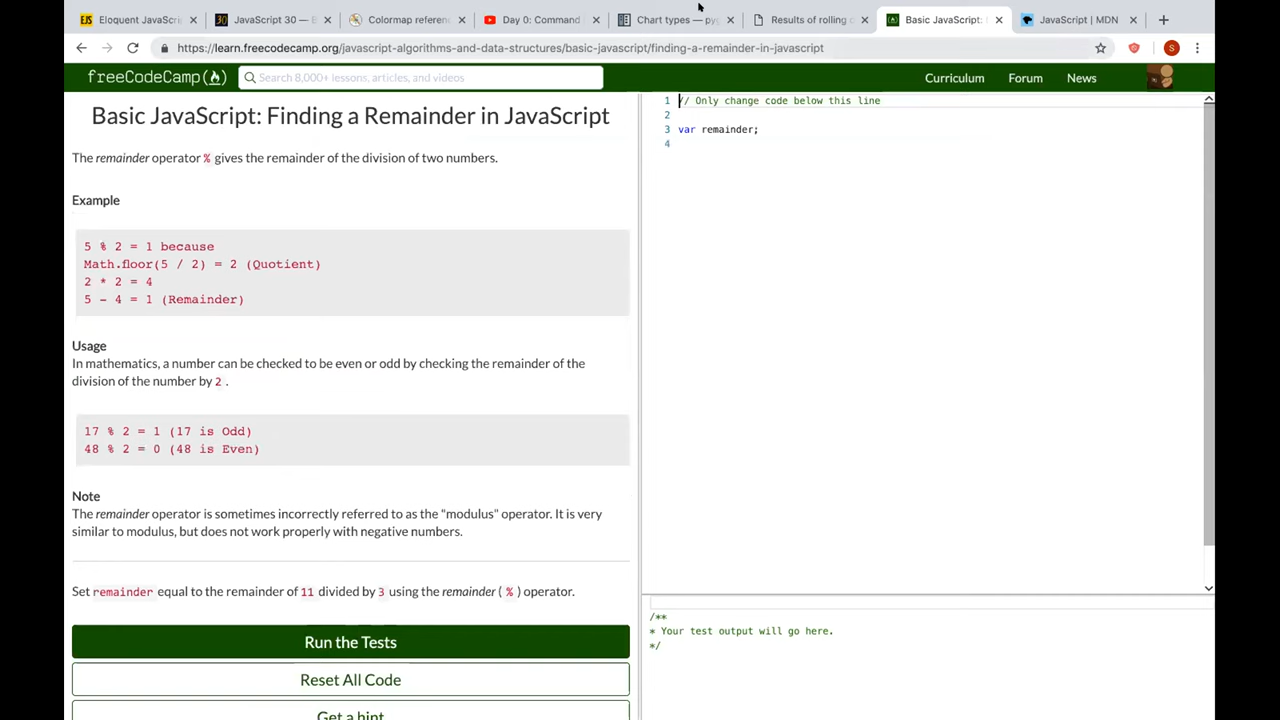 Eloquent JavaScri
JavaScript 30 —
Colormap referen
Day 0: Command
Chart types — pyg
Results of rolling
Basic JavaScript:
JavaScript | MDN
https://learn.freecodecamp.org/javascript-algorithms-and-data-structures/basic-javascript/finding-a-remainder-in-javascript
freeCodeCamp
Search 8,000+ lessons, articles, and videos
Curriculum
Forum
News
Basic JavaScript: Finding a Remainder in JavaScript
The remainder operator % gives the remainder of the division of two numbers.
Example
5 % 2 = 1 because
Math.floor(5 / 2) = 2 (Quotient)
2 * 2 = 4
5 - 4 = 1 (Remainder)
Usage
In mathematics, a number can be checked to be even or odd by checking the remainder of the
division of the number by 2 .
17 % 2 = 1 (17 is Odd)
48 % 2 = 0 (48 is Even)
Note
The remainder operator is sometimes incorrectly referred to as the "modulus" operator. It is very
similar to modulus, but does not work properly with negative numbers.
Set remainder equal to the remainder of 11 divided by 3 using the remainder ( % ) operator.
Run the Tests
Reset All Code
Get a hint
1 // Only change code below this line
2
3 var remainder;
4
/**
* Your test output will go here.
*/